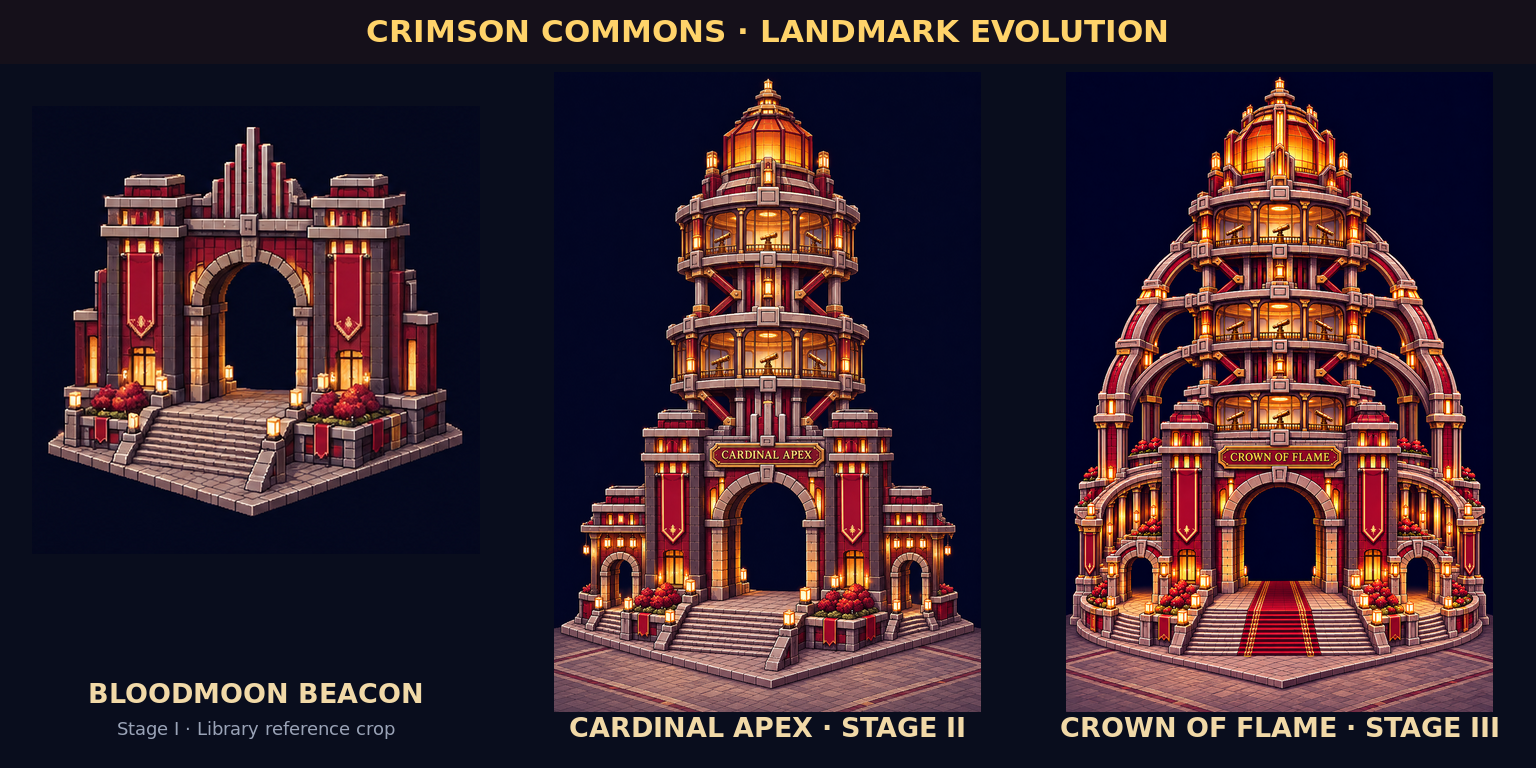 CRIMSON COMMONS · LANDMARK EVOLUTION
CARDINAL APEX
CROWN OF FLAME
BLOODMOON BEACON
Stage I · Library reference crop
CARDINAL APEX · STAGE II
CROWN OF FLAME · STAGE III